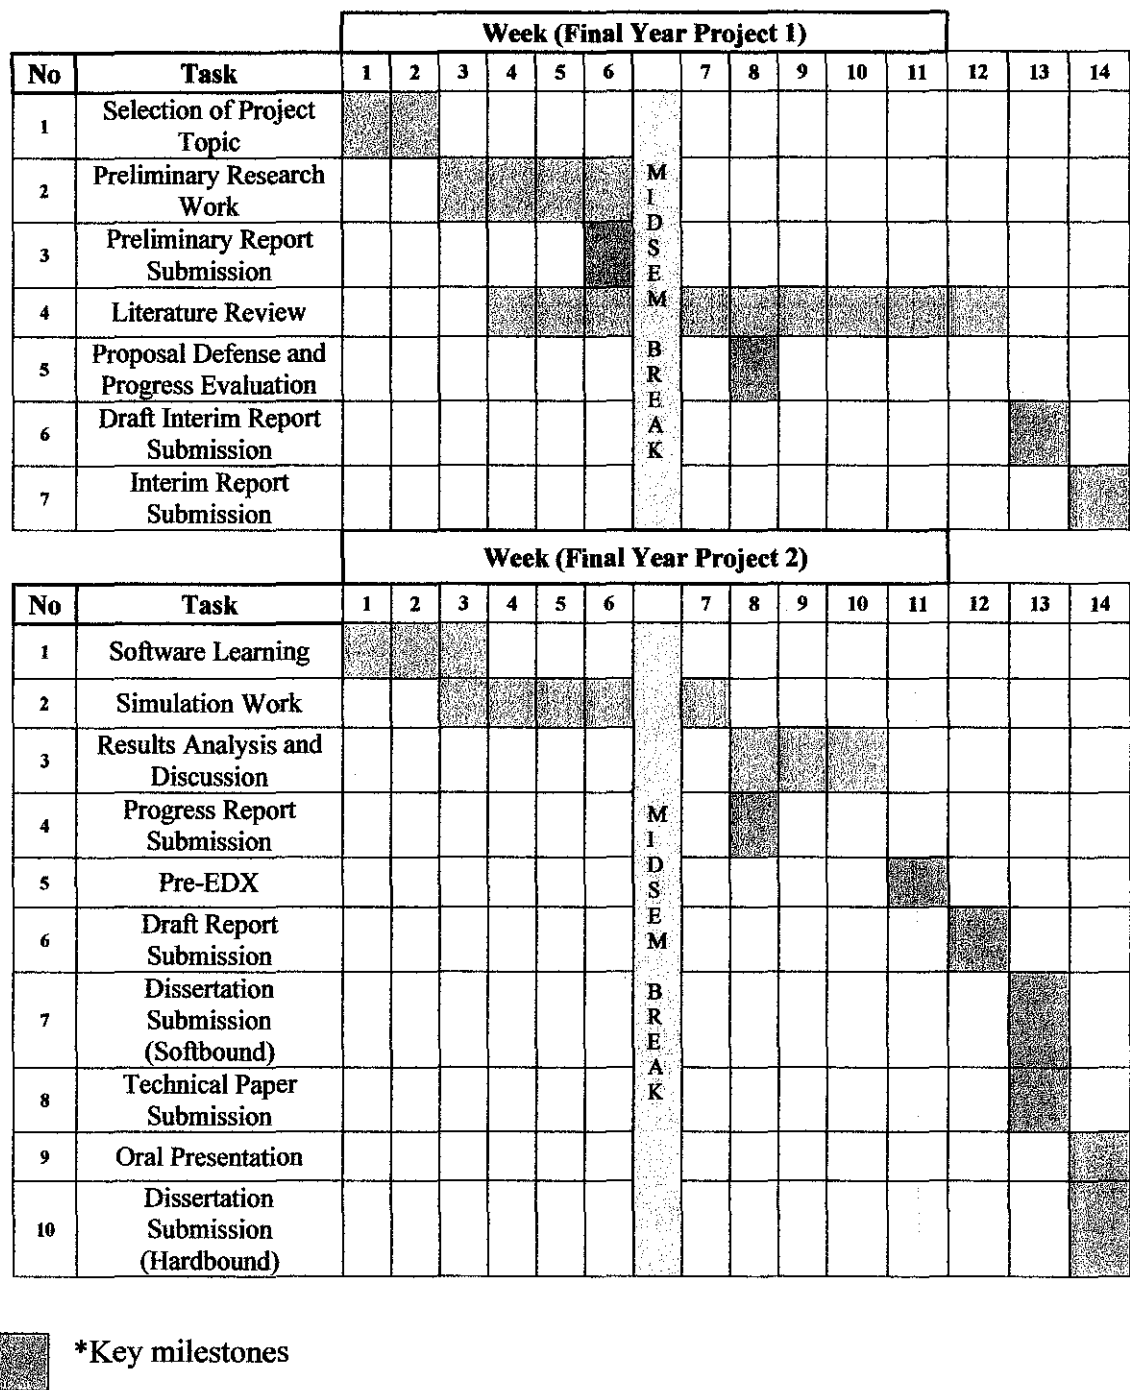 Week (Final Year Project 1)
No Task 1 2 3 4 5 6 7 8 9 10 11 12 13 14
1 Selection of Project
Topic
2 Preliminary Research
Work
3 Preliminary Report
Submission
4 Literature Review
5 Proposal Defense and
Progress Evaluation
6 Draft Interim Report
Submission
7 Interim Report
Submission
MIDSEM BREAK
Week (Final Year Project 2)
No Task 1 2 3 4 5 6 7 8 9 10 11 12 13 14
1 Software Learning
2 Simulation Work
3 Results Analysis and
Discussion
4 Progress Report
Submission
5 Pre-EDX
6 Draft Report
Submission
7 Dissertation
Submission
(Softbound)
8 Technical Paper
Submission
9 Oral Presentation
10 Dissertation
Submission
(Hardbound)
MIDSEM BREAK
*Key milestones